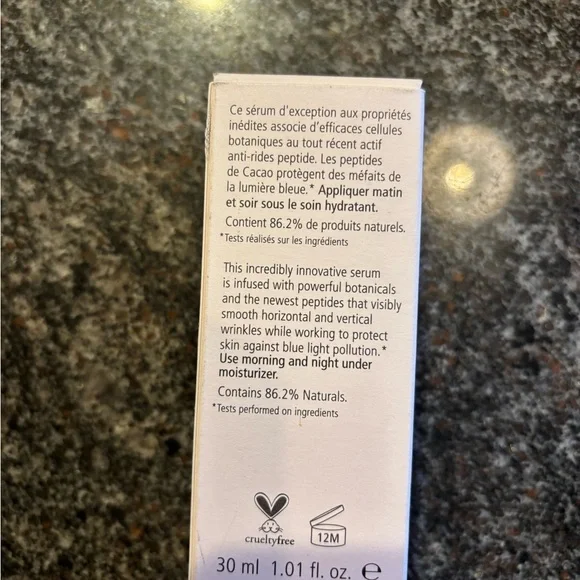 Ce sérum d'exception aux propriétés
inédites associe d'efficaces cellules
botaniques au tout récent actif
anti-rides peptide. Les peptides
de Cacao protègent des méfaits de
la lumière bleue.* Appliquer matin
et soir sous le soin hydratant.
Contient 86.2% de produits naturels.
*Tests réalisés sur les ingrédients
This incredibly innovative serum
is infused with powerful botanicals
and the newest peptides that visibly
smooth horizontal and vertical
wrinkles while working to protect
skin against blue light pollution.*
Use morning and night under
moisturizer.
Contains 86.2% Naturals.
*Tests performed on ingredients
crueltyfree
12M
30 ml 1.01 fl. oz. ℮